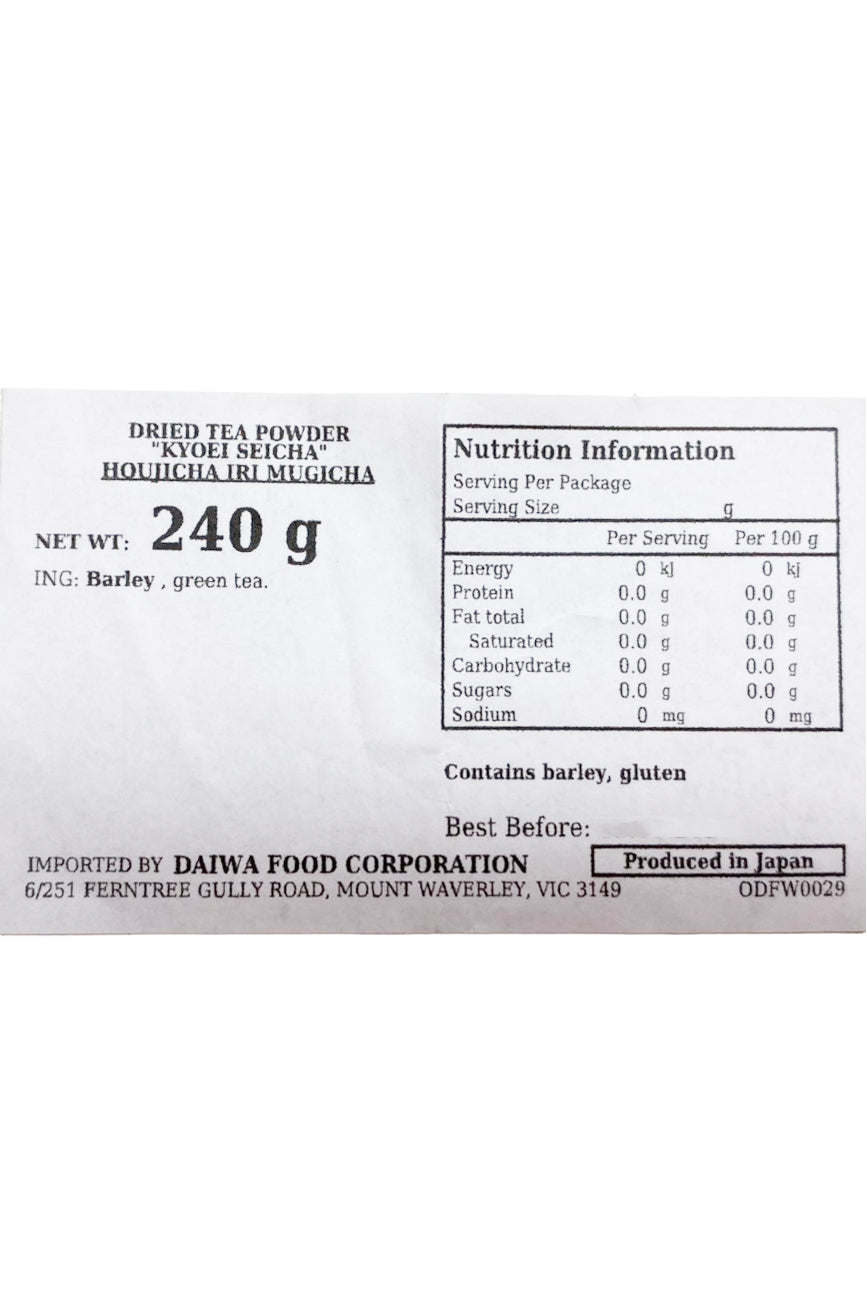 DRIED TEA POWDER
"KYOEI SEICHA"
HOUJICHA IRI MUGICHA
NET WT: 240 g
ING: Barley , green tea.
Nutrition Information
Serving Per Package
Serving Size g
Per Serving Per 100 g
Energy 0 kj 0 kj
Protein 0.0 g 0.0 g
Fat total 0.0 g 0.0 g
Saturated 0.0 g 0.0 g
Carbohydrate 0.0 g 0.0 g
Sugars 0.0 g 0.0 g
Sodium 0 mg 0 mg
Contains barley, gluten
Best Before:
IMPORTED BY DAIWA FOOD CORPORATION
6/251 FERNTREE GULLY ROAD, MOUNT WAVERLEY, VIC 3149
Produced in Japan
ODFW0029